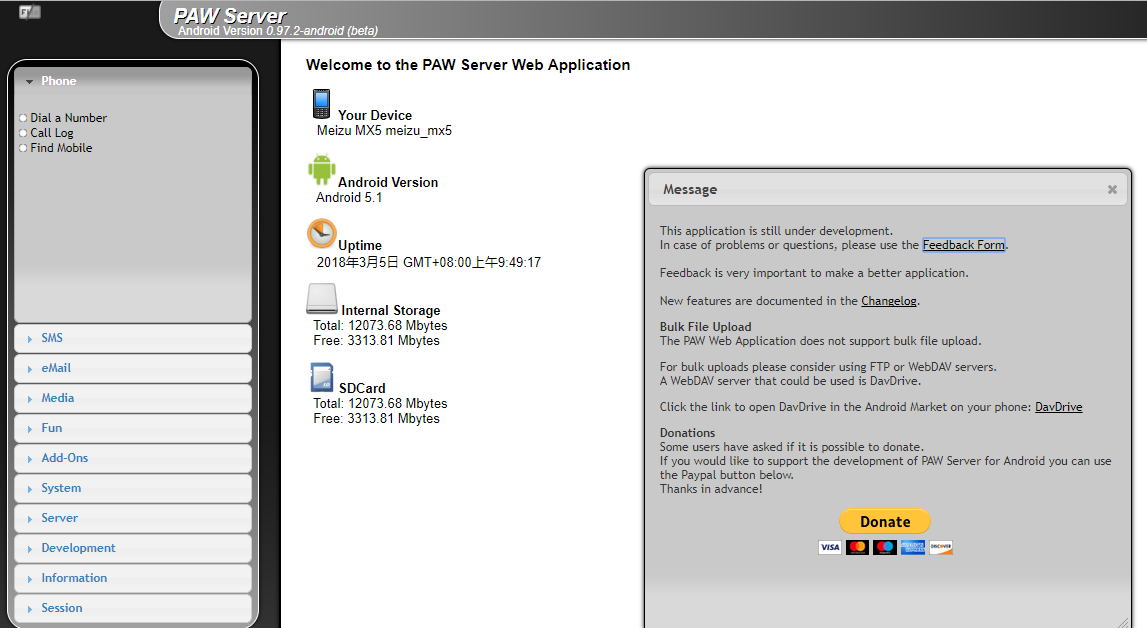 PAW Server
Android Version 0.97.2-android (beta)
Phone
Dial a Number
Call Log
Find Mobile
SMS
eMail
Media
Fun
Add-Ons
System
Server
Development
Information
Session
Welcome to the PAW Server Web Application
Your Device
Meizu MX5 meizu_mx5
Android Version
Android 5.1
Uptime
2018年3月5日 GMT+08:00上午9:49:17
Internal Storage
Total: 12073.68 Mbytes
Free: 3313.81 Mbytes
SDCard
Total: 12073.68 Mbytes
Free: 3313.81 Mbytes
Message
This application is still under development.
In case of problems or questions, please use the Feedback Form.
Feedback is very important to make a better application.
New features are documented in the Changelog.
Bulk File Upload
The PAW Web Application does not support bulk file upload.
For bulk uploads please consider using FTP or WebDAV servers.
A WebDAV server that could be used is DavDrive.
Click the link to open DavDrive in the Android Market on your phone: DavDrive
Donations
Some users have asked if it is possible to donate.
If you would like to support the development of PAW Server for Android you can use
the Paypal button below.
Thanks in advance!
Donate
VISA
DISCOVER